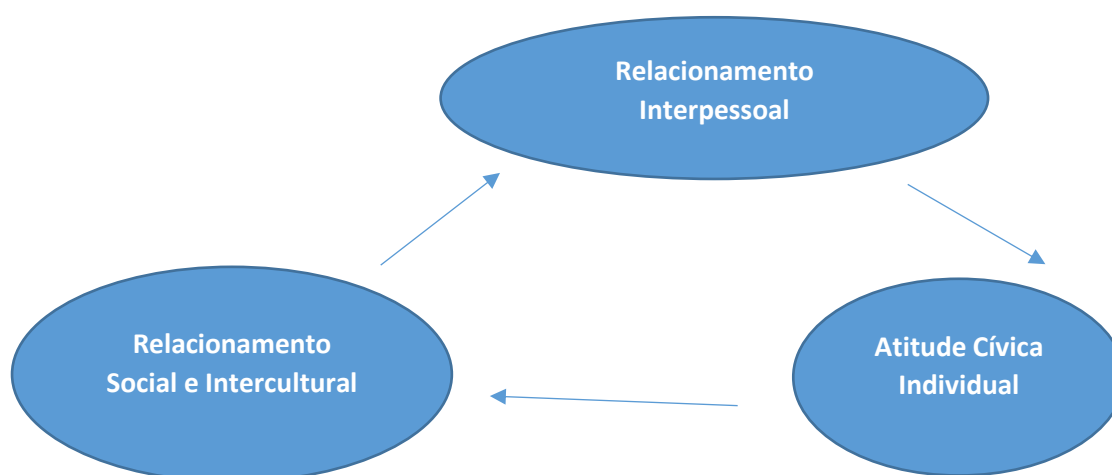 Relacionamento
Interpessoal
Relacionamento
Social e Intercultural
Atitude Cívica
Individual